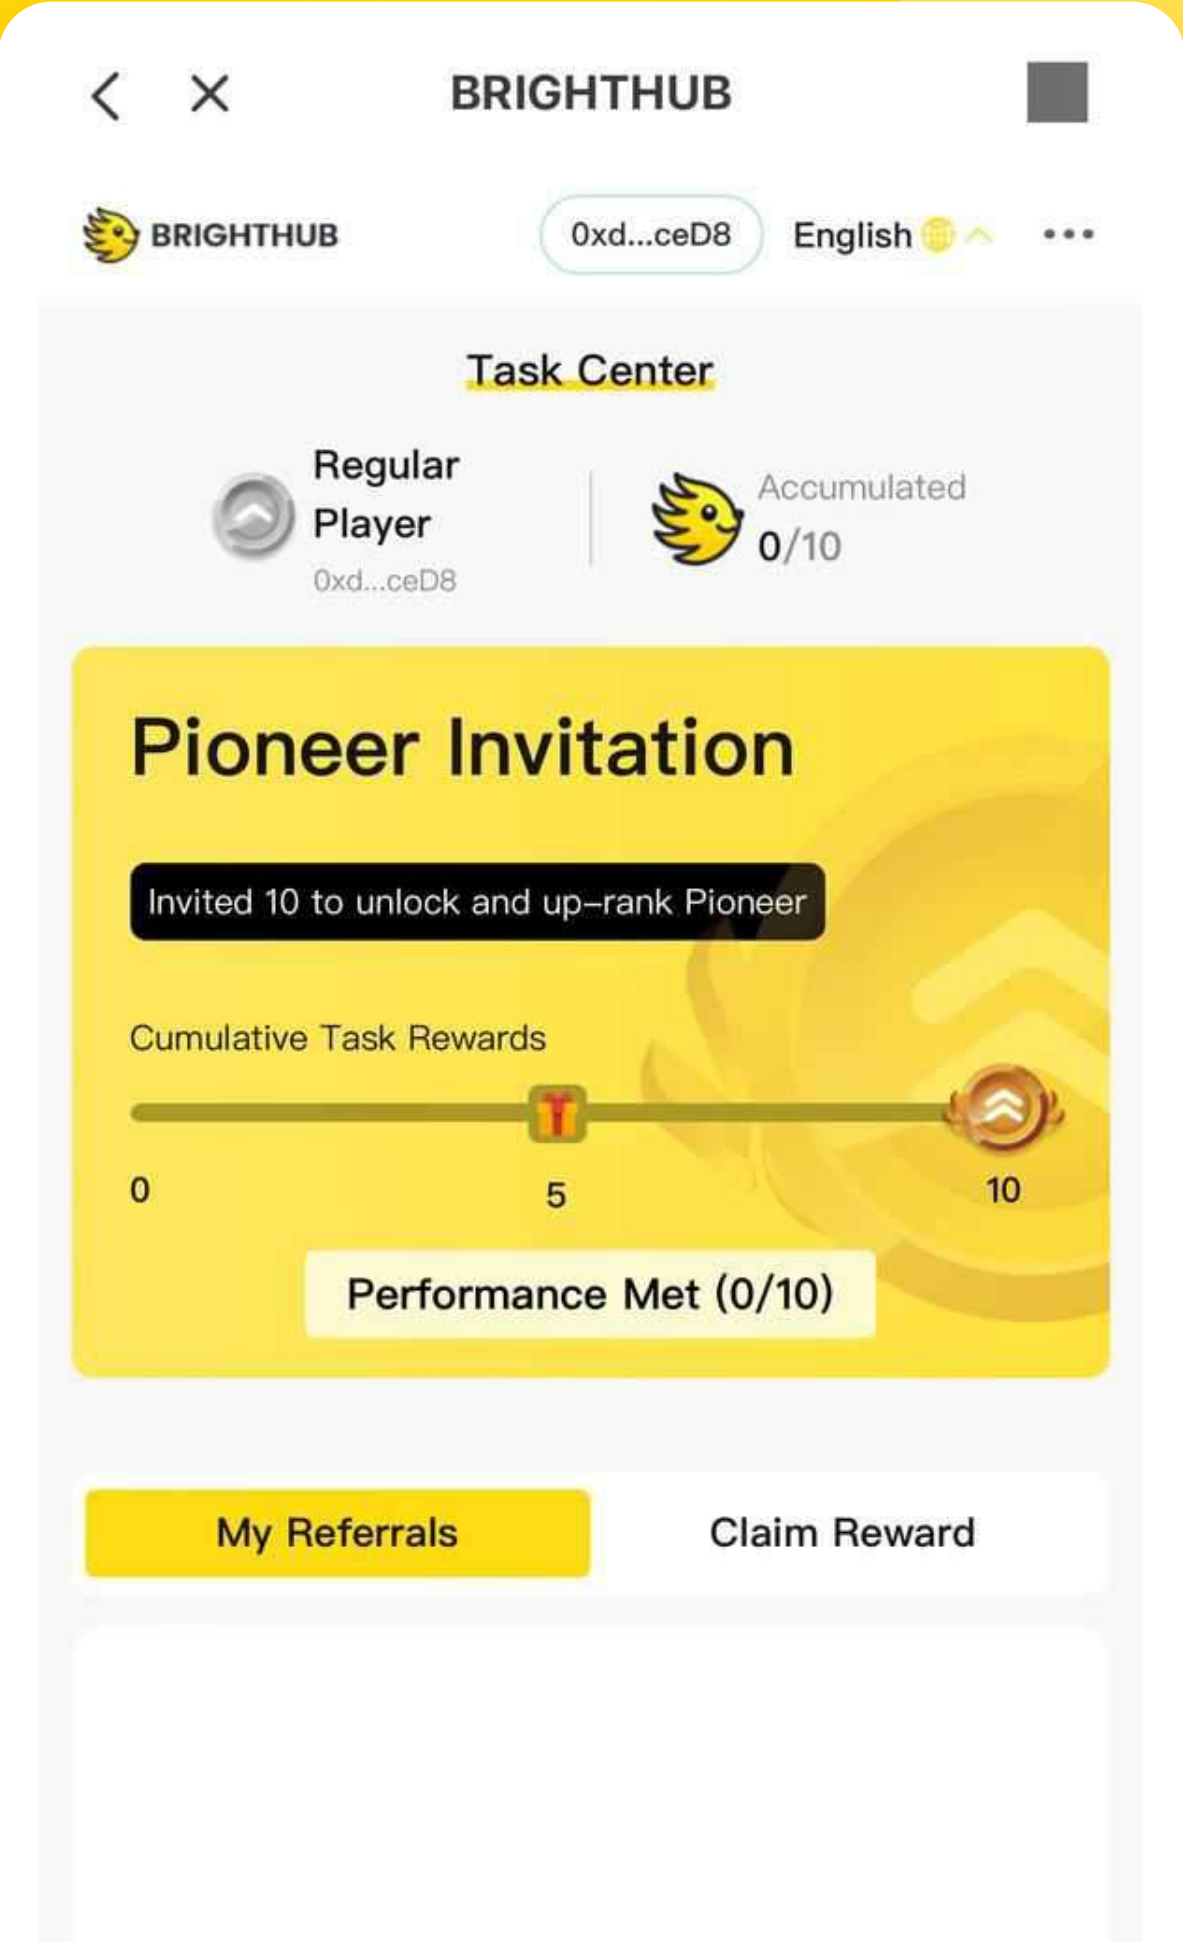 BRIGHTHUB
BRIGHTHUB
0xd...ceD8
English
Task Center
Regular
Player
0xd...ceD8
Accumulated
0/10
Pioneer Invitation
Invited 10 to unlock and up-rank Pioneer
Cumulative Task Rewards
0
5
10
Performance Met (0/10)
My Referrals
Claim Reward